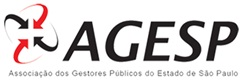 AGESP
Associação dos Gestores Públicos do Estado de São Paulo